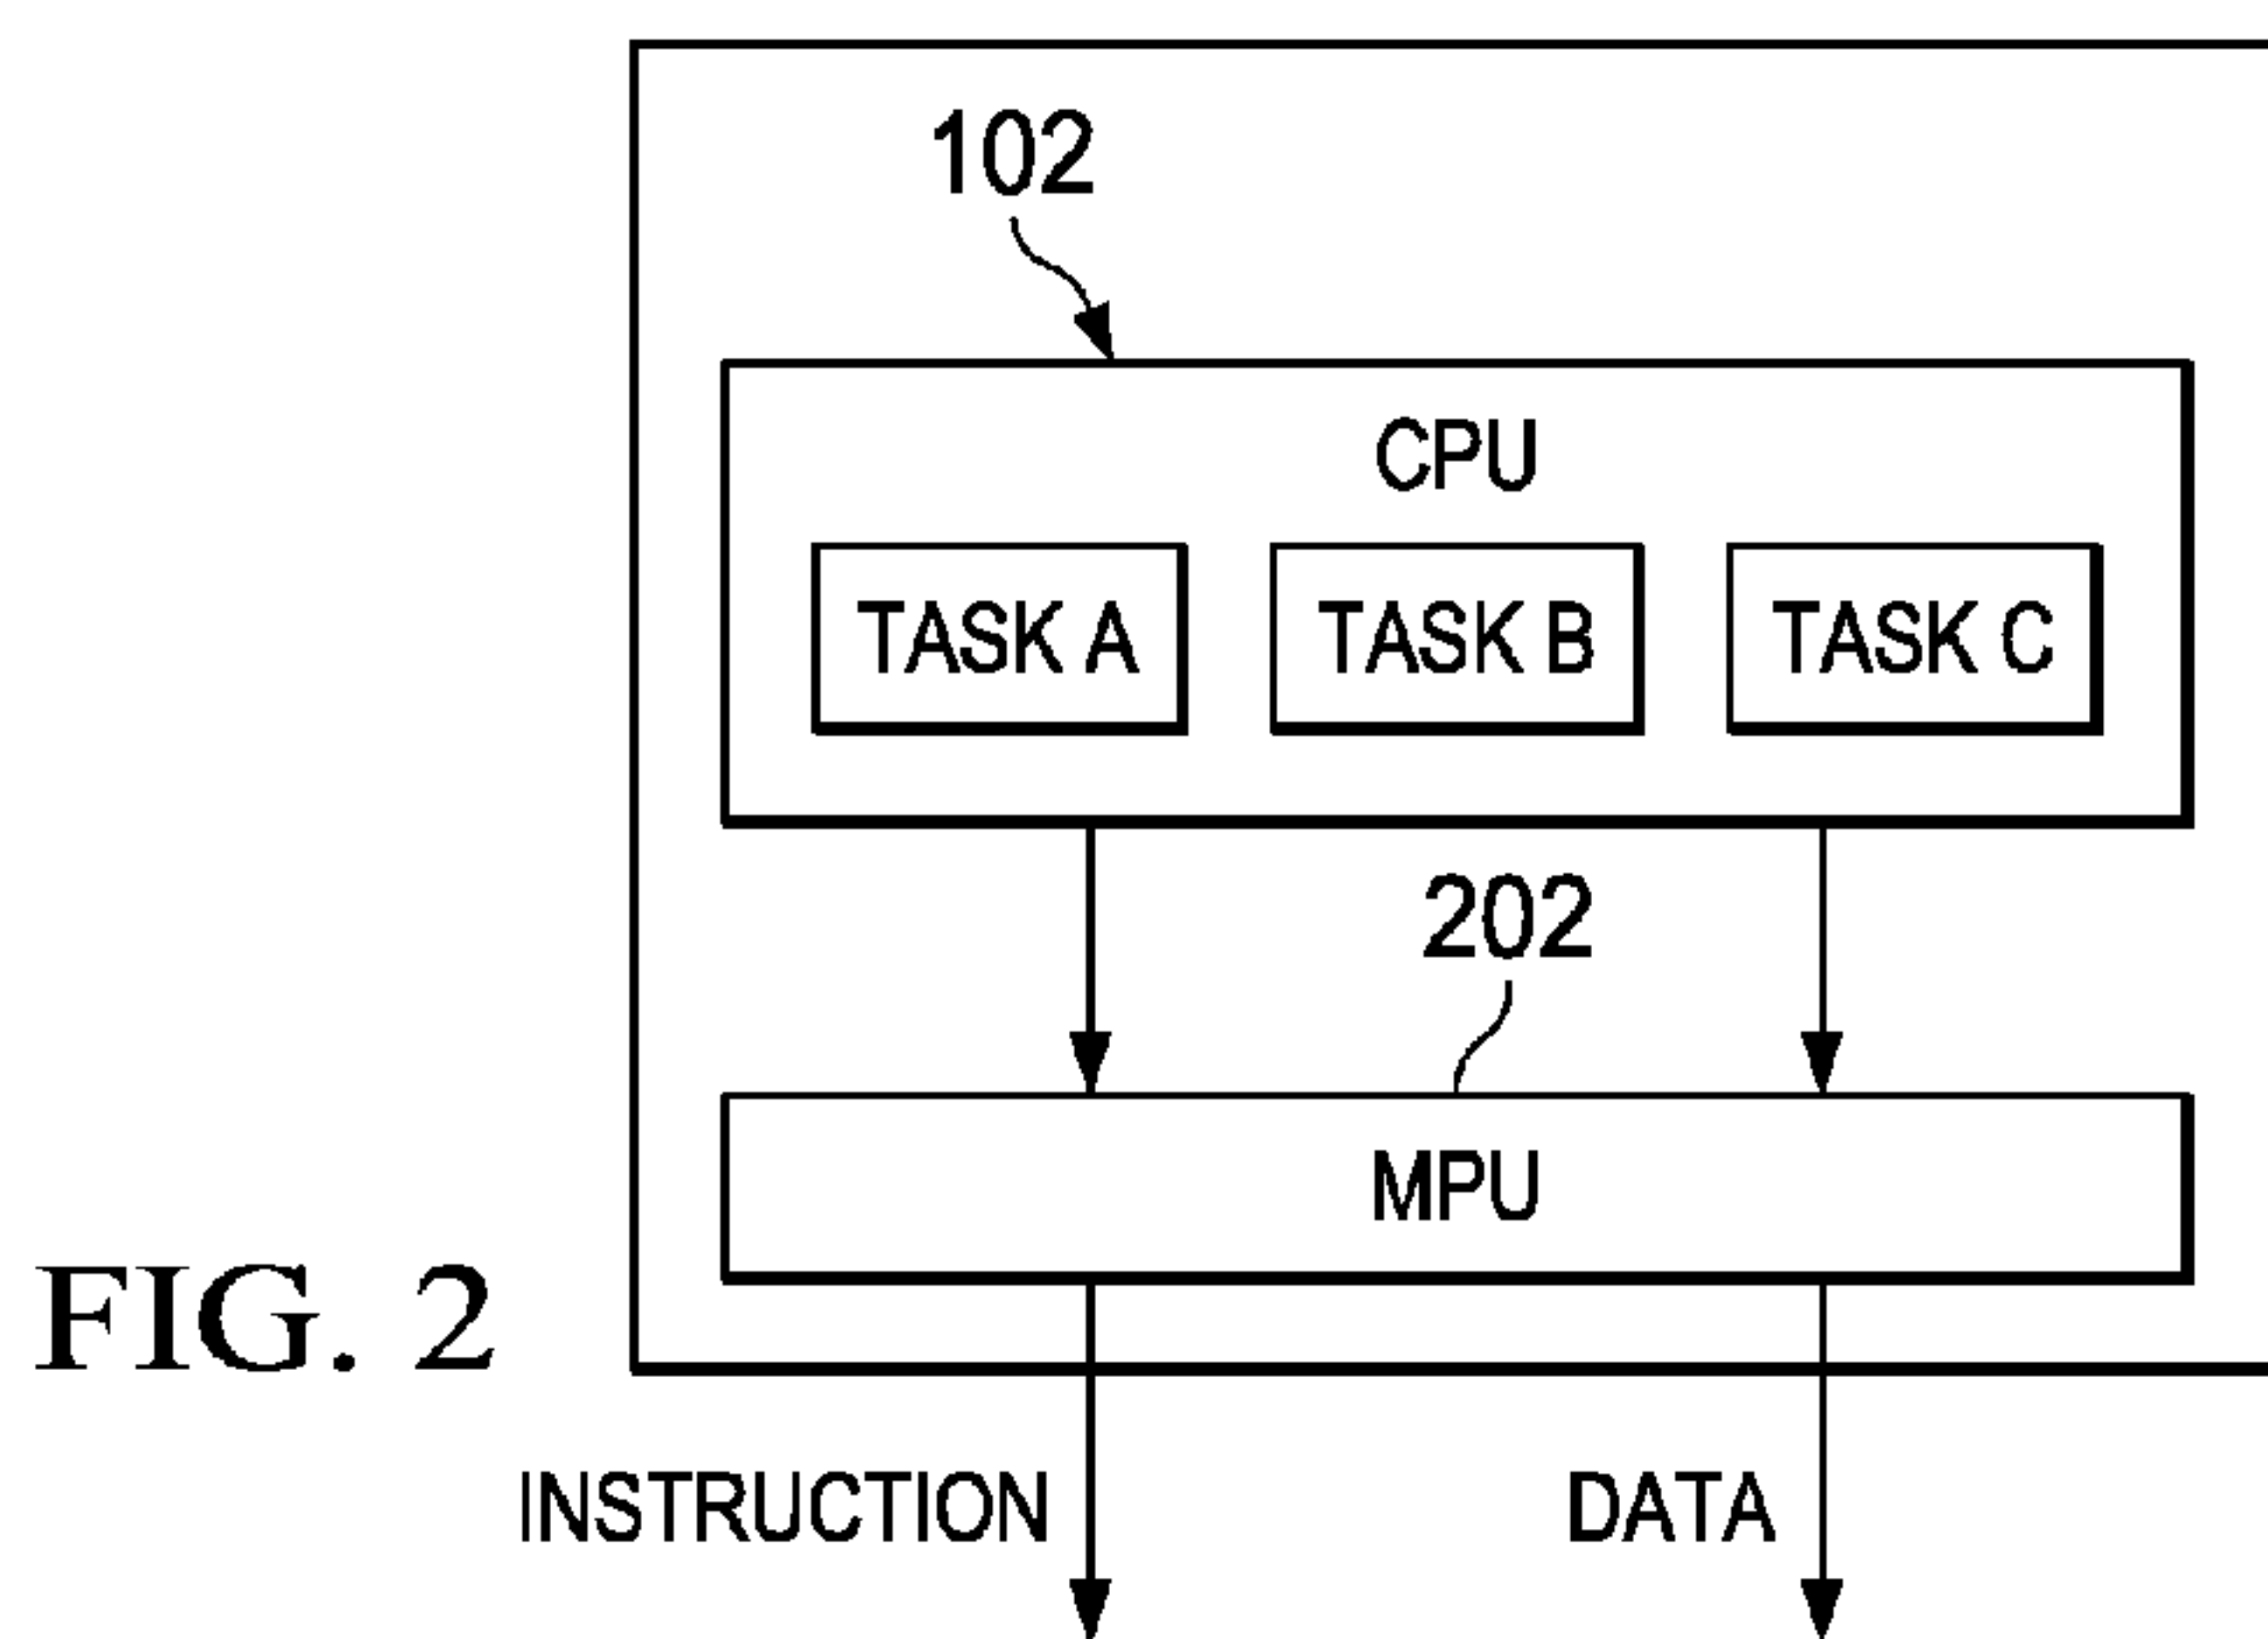 102
CPU
TASK A
TASK B
TASK C
202
MPU
FIG. 2
INSTRUCTION
DATA